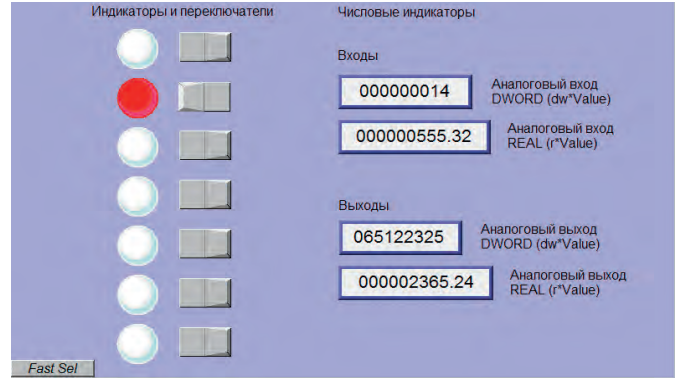 Индикаторы и переключатели
Числовые индикаторы
Входы
000000014
Аналоговый вход
DWORD (dw*Value)
000000555.32
Аналоговый вход
REAL (r*Value)
Выходы
065122325
Аналоговый выход
DWORD (dw*Value)
000002365.24
Аналоговый выход
REAL (r*Value)
Fast Sel